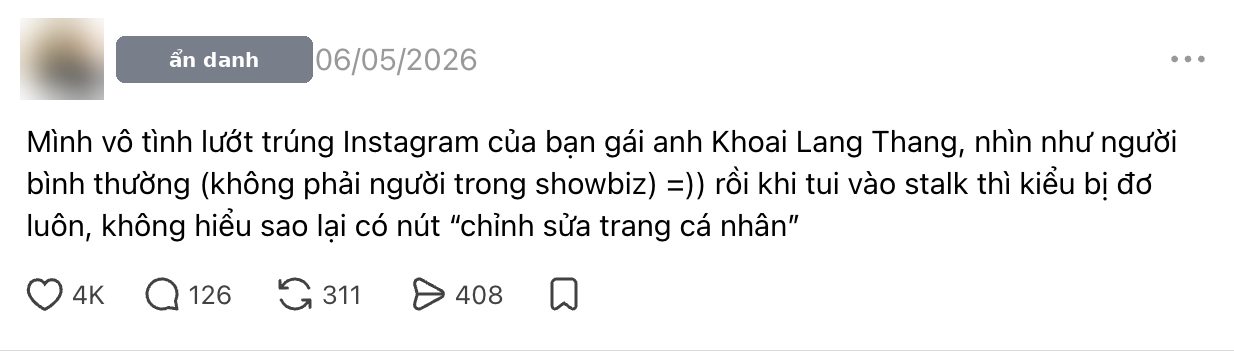 ẩn danh 06/05/2026
Mình vô tình lướt trúng Instagram của bạn gái anh Khoai Lang Thang, nhìn như người
bình thường (không phải người trong showbiz) =)) rồi khi tui vào stalk thì kiểu bị đơ
luôn, không hiểu sao lại có nút “chỉnh sửa trang cá nhân”
4K 126 311 408